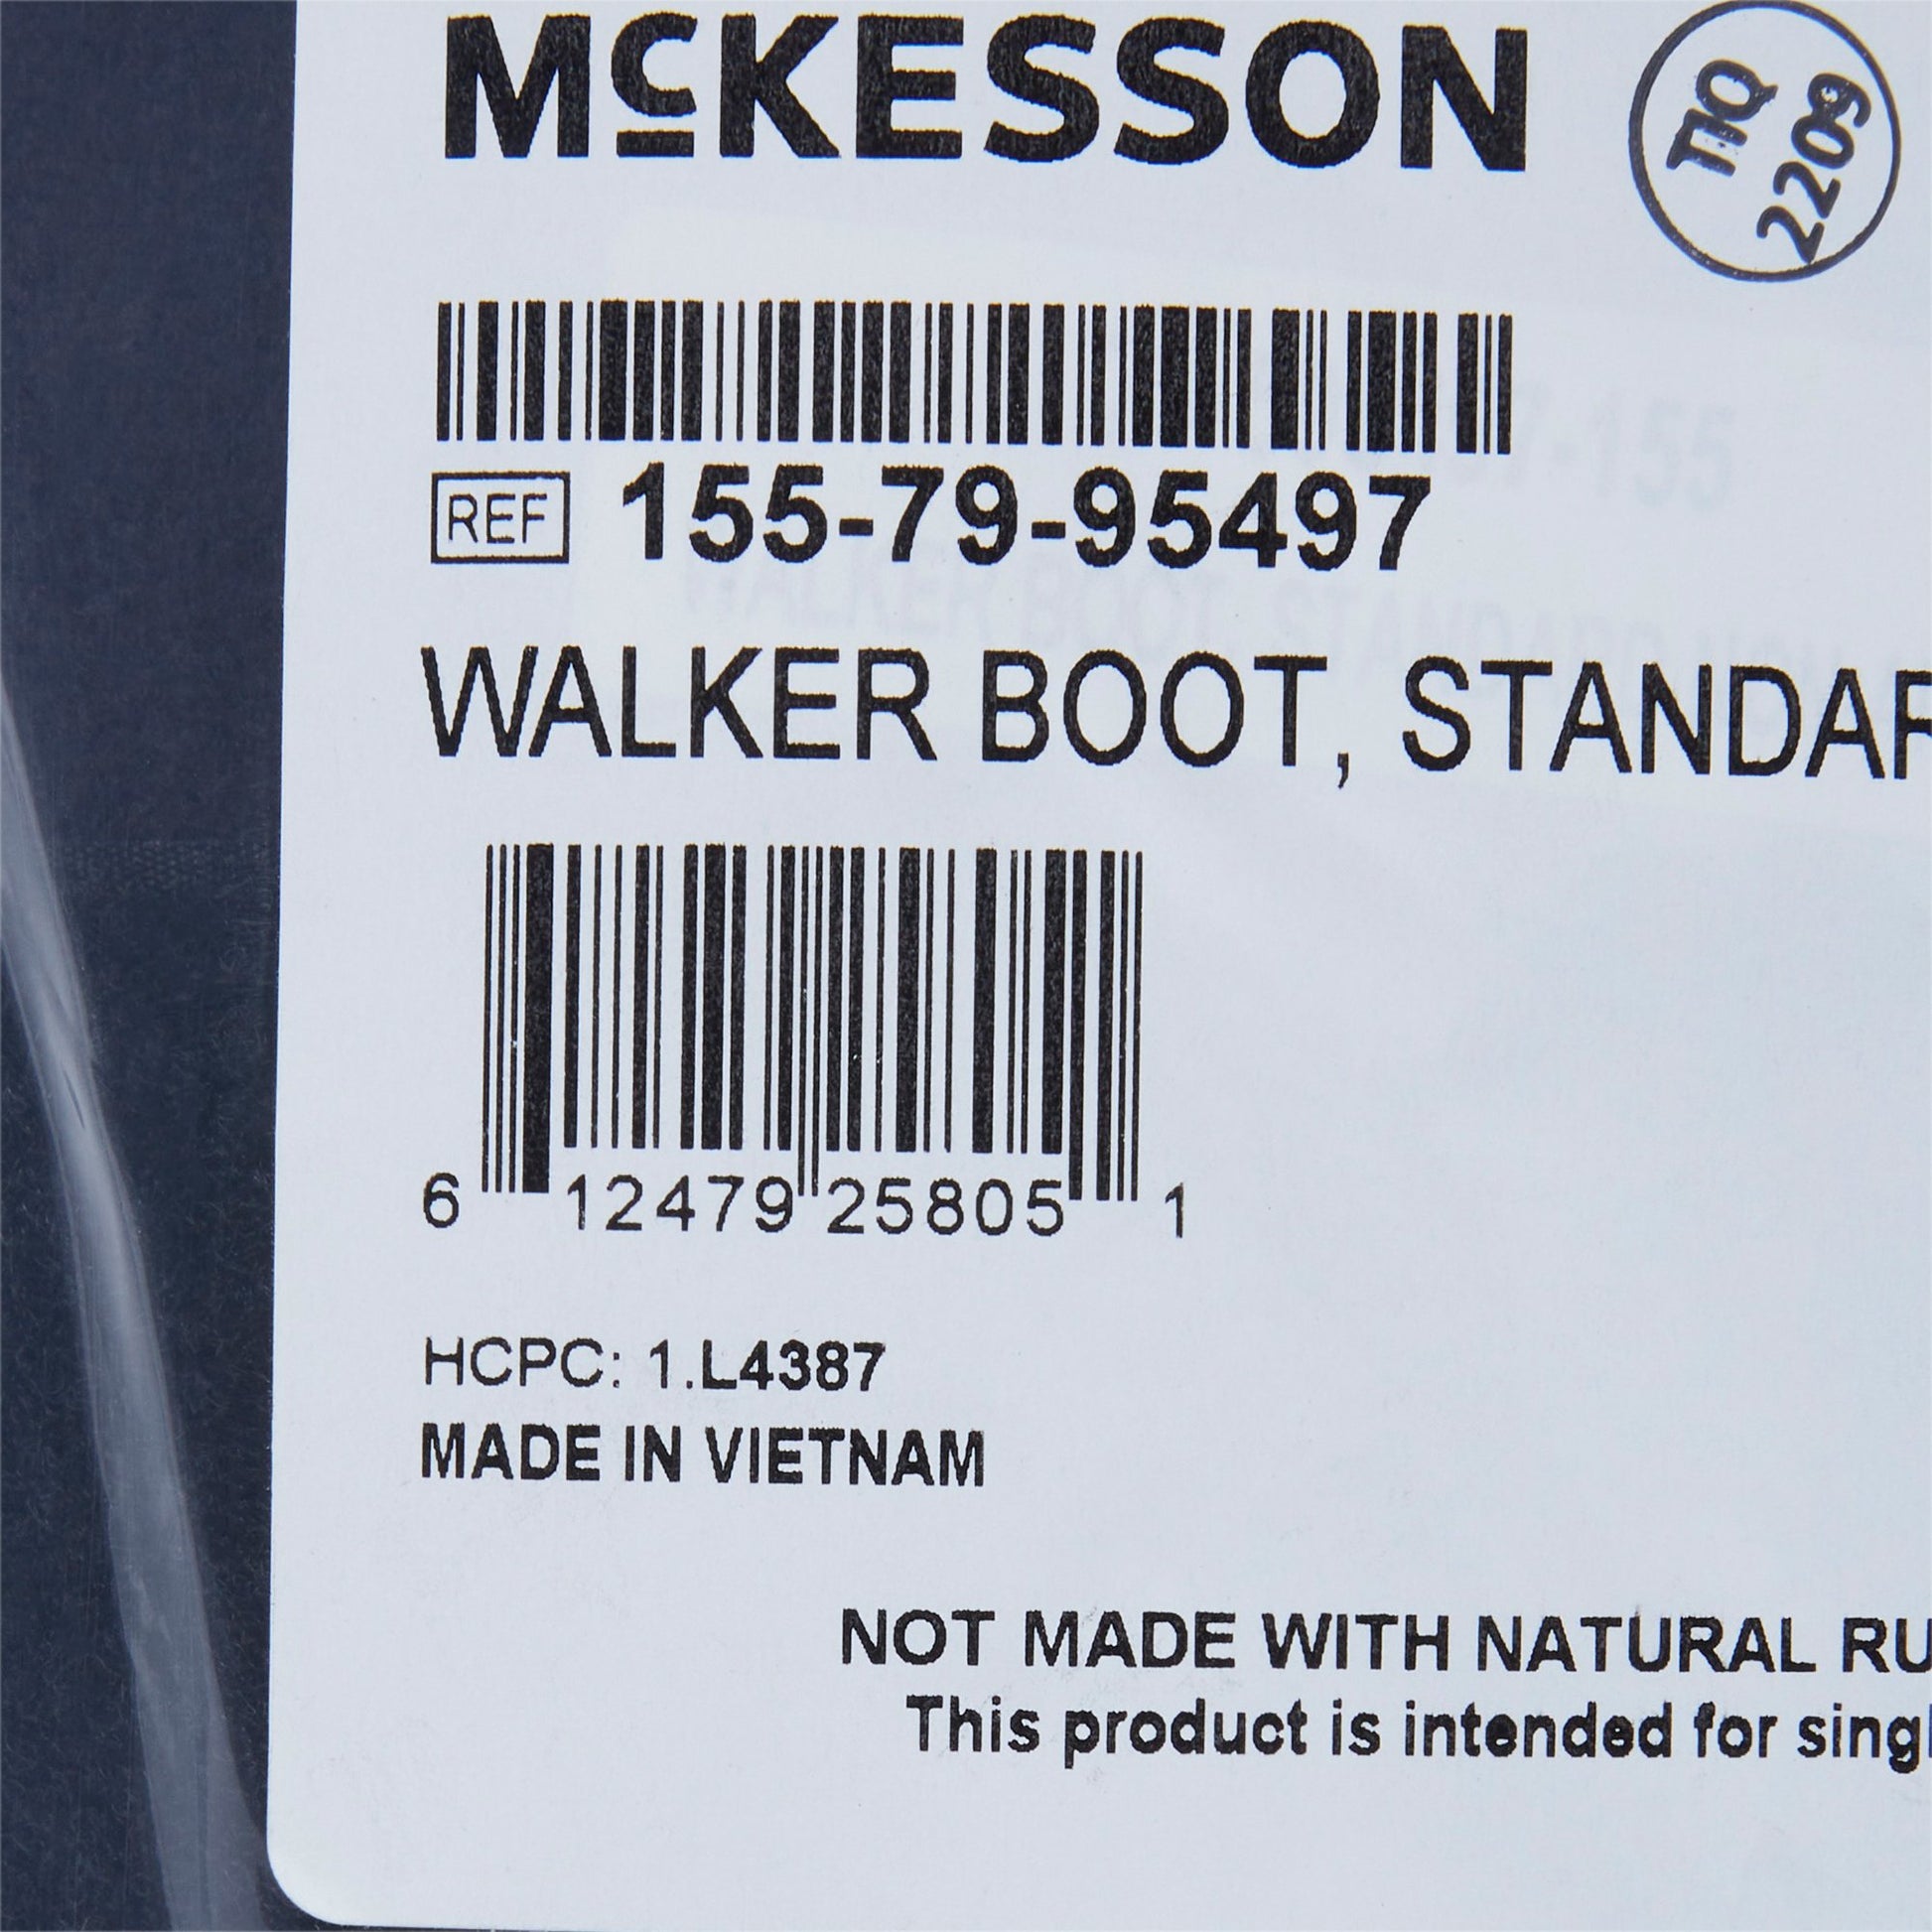 McKESSON
TIQ
2209
REF 155-79-95497
WALKER BOOT, STANDAR
6 12479 25805 1
HCPC: 1.L4387
MADE IN VIETNAM
NOT MADE WITH NATURAL RU
This product is intended for singl